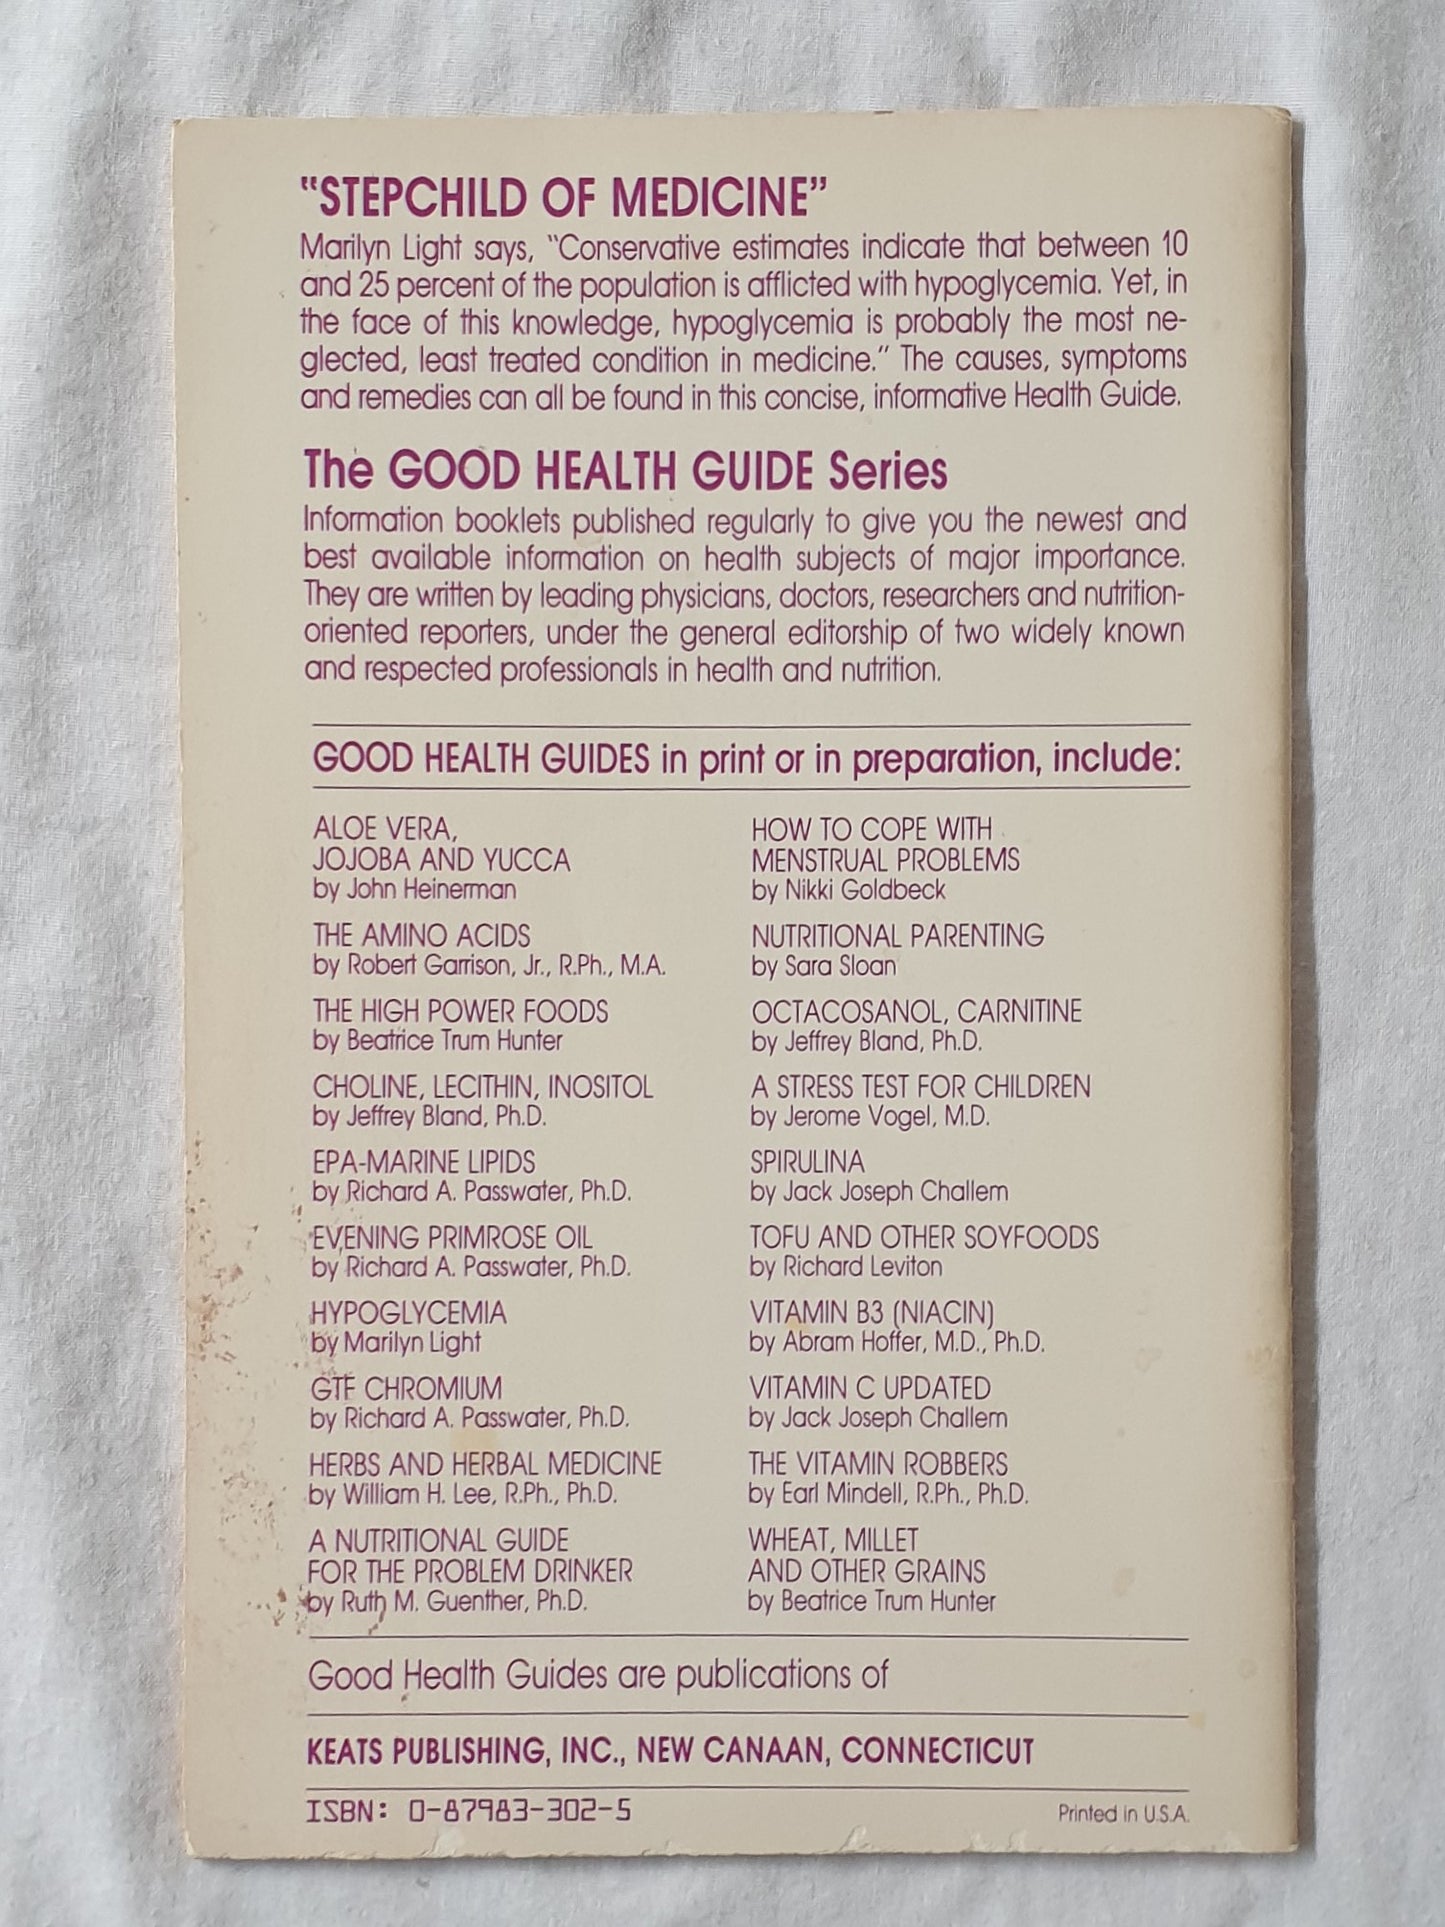 "STEPCHILD OF MEDICINE"
Marilyn Light says, "Conservative estimates indicate that between 10
and 25 percent of the population is afflicted with hypoglycemia. Yet, in
the face of this knowledge, hypoglycemia is probably the most ne-
glected, least treated condition in medicine." The causes, symptoms
and remedies can all be found in this concise, informative Health Guide.
The GOOD HEALTH GUIDE Series
Information booklets published regularly to give you the newest and
best available information on health subjects of major importance.
They are written by leading physicians, doctors, researchers and nutrition-
oriented reporters, under the general editorship of two widely known
and respected professionals in health and nutrition.
GOOD HEALTH GUIDES in print or in preparation, include:
ALOE VERA,
JOJOBA AND YUCCA
by John Heinerman
THE AMINO ACIDS
by Robert Garrison, Jr., R.Ph., M.A.
THE HIGH POWER FOODS
by Beatrice Trum Hunter
CHOLINE, LECITHIN, INOSITOL
by Jeffrey Bland, Ph.D.
EPA-MARINE LIPIDS
by Richard A. Passwater, Ph.D.
EVENING PRIMROSE OIL
by Richard A. Passwater, Ph.D.
HYPOGLYCEMIA
by Marilyn Light
GTF CHROMIUM
by Richard A. Passwater, Ph.D.
HERBS AND HERBAL MEDICINE
by William H. Lee, R.Ph., Ph.D.
A NUTRITIONAL GUIDE
FOR THE PROBLEM DRINKER
by Ruth M. Guenther, Ph.D.
HOW TO COPE WITH
MENSTRUAL PROBLEMS
by Nikki Goldbeck
NUTRITIONAL PARENTING
by Sara Sloan
OCTACOSANOL, CARNITINE
by Jeffrey Bland, Ph.D.
A STRESS TEST FOR CHILDREN
by Jerome Vogel, M.D.
SPIRULINA
by Jack Joseph Challem
TOFU AND OTHER SOYFOODS
by Richard Leviton
VITAMIN B3 (NIACIN)
by Abram Hoffer, M.D., Ph.D.
VITAMIN C UPDATED
by Jack Joseph Challem
THE VITAMIN ROBBERS
by Earl Mindell, R.Ph., Ph.D.
WHEAT, MILLET
AND OTHER GRAINS
by Beatrice Trum Hunter
Good Health Guides are publications of
KEATS PUBLISHING, INC., NEW CANAAN, CONNECTICUT
ISBN: 0-87983-302-5
Printed in U.S.A.